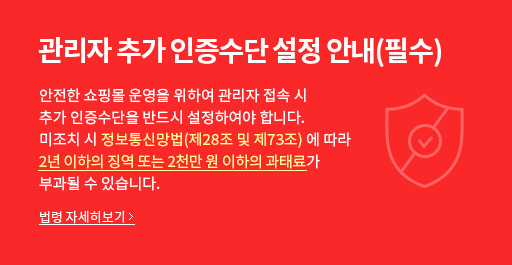 관리자 추가 인증수단 설정 안내(필수)
안전한 쇼핑몰 운영을 위하여 관리자 접속 시
추가 인증수단을 반드시 설정하여야 합니다.
미조치 시 정보통신망법(제28조 및 제73조) 에 따라
2년 이하의 징역 또는 2천만 원 이하의 과태료가
부과될 수 있습니다.
법령 자세히보기 >